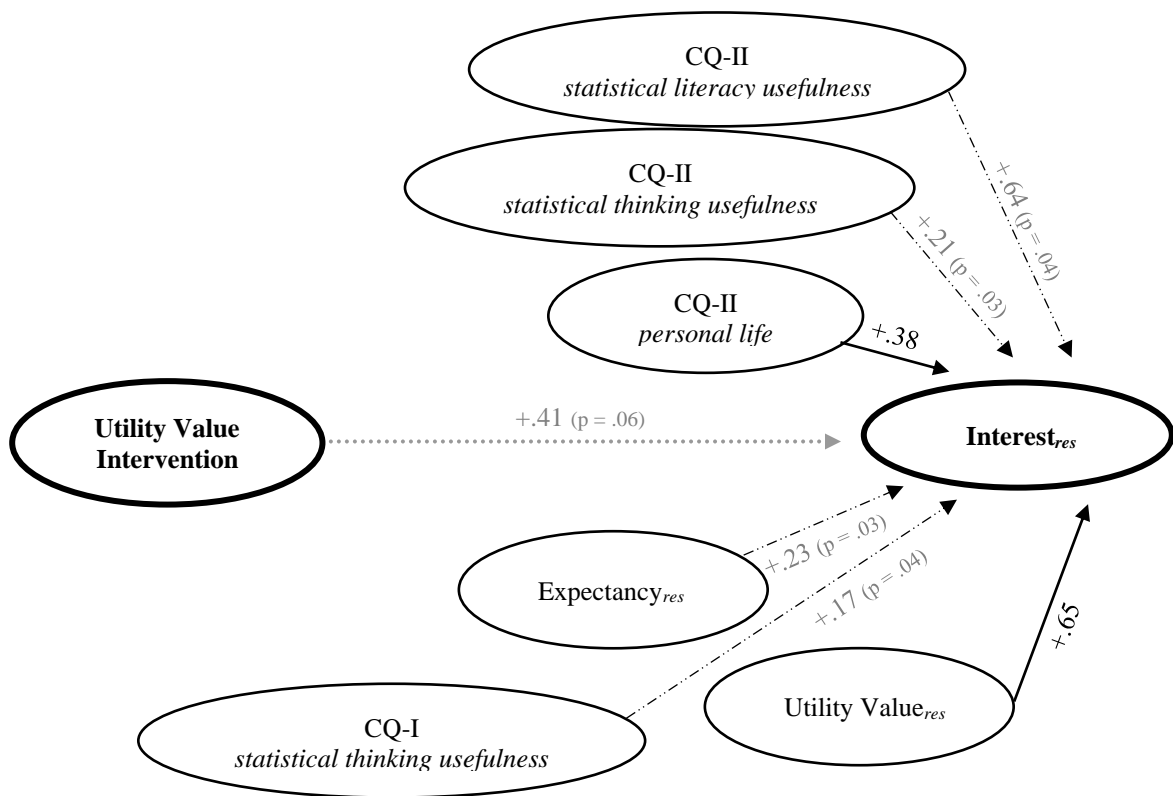 CQ-II
statistical literacy usefulness
CQ-II
statistical thinking usefulness
+.64 (p = .04)
+.21 (p = .03)
CQ-II
personal life
+.38
Utility Value
Intervention
+.41 (p = .06)
Interestres
Expectancyres
+.23 (p = .03)
+.17 (p = .04)
+.65
Utility Valueres
CQ-I
statistical thinking usefulness